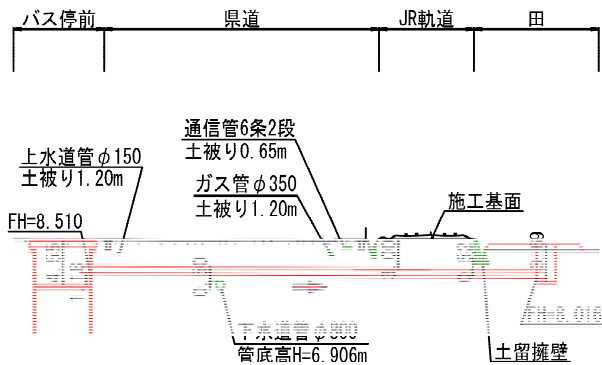 バス停前
県道
JR軌道
田
通信管6条2段
土被り0.65m
上水道管φ150
土被り1.20m
ガス管φ350
土被り1.20m
施工基面
FH=8.510
下水道管φ800
管底高H=6.906m
FH=8.016
土留擁壁